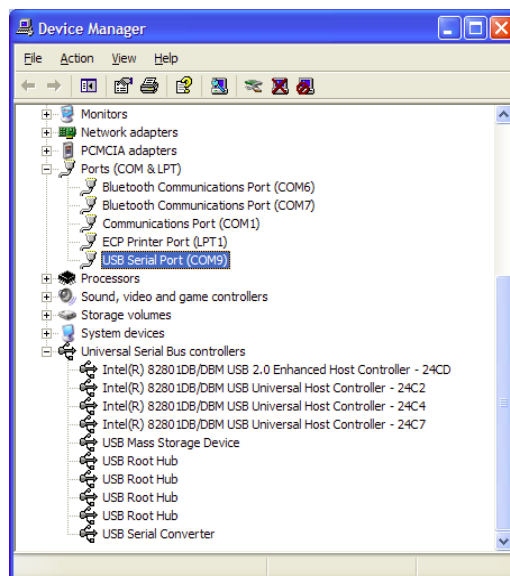 Device Manager
File Action View Help
Monitors
Network adapters
PCMCIA adapters
Ports (COM & LPT)
Bluetooth Communications Port (COM6)
Bluetooth Communications Port (COM7)
Communications Port (COM1)
ECP Printer Port (LPT1)
USB Serial Port (COM9)
Processors
Sound, video and game controllers
Storage volumes
System devices
Universal Serial Bus controllers
Intel(R) 82801DB/DBM USB 2.0 Enhanced Host Controller - 24CD
Intel(R) 82801DB/DBM USB Universal Host Controller - 24C2
Intel(R) 82801DB/DBM USB Universal Host Controller - 24C4
Intel(R) 82801DB/DBM USB Universal Host Controller - 24C7
USB Mass Storage Device
USB Root Hub
USB Root Hub
USB Root Hub
USB Root Hub
USB Serial Converter